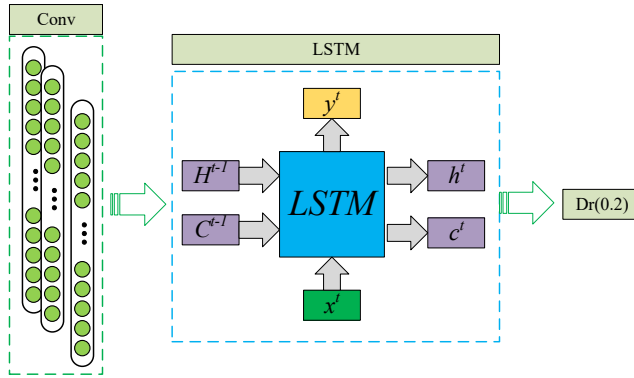 Conv
LSTM
y^t
H^{t-1}
h^t
LSTM
Dr(0.2)
C^{t-1}
c^t
x^t